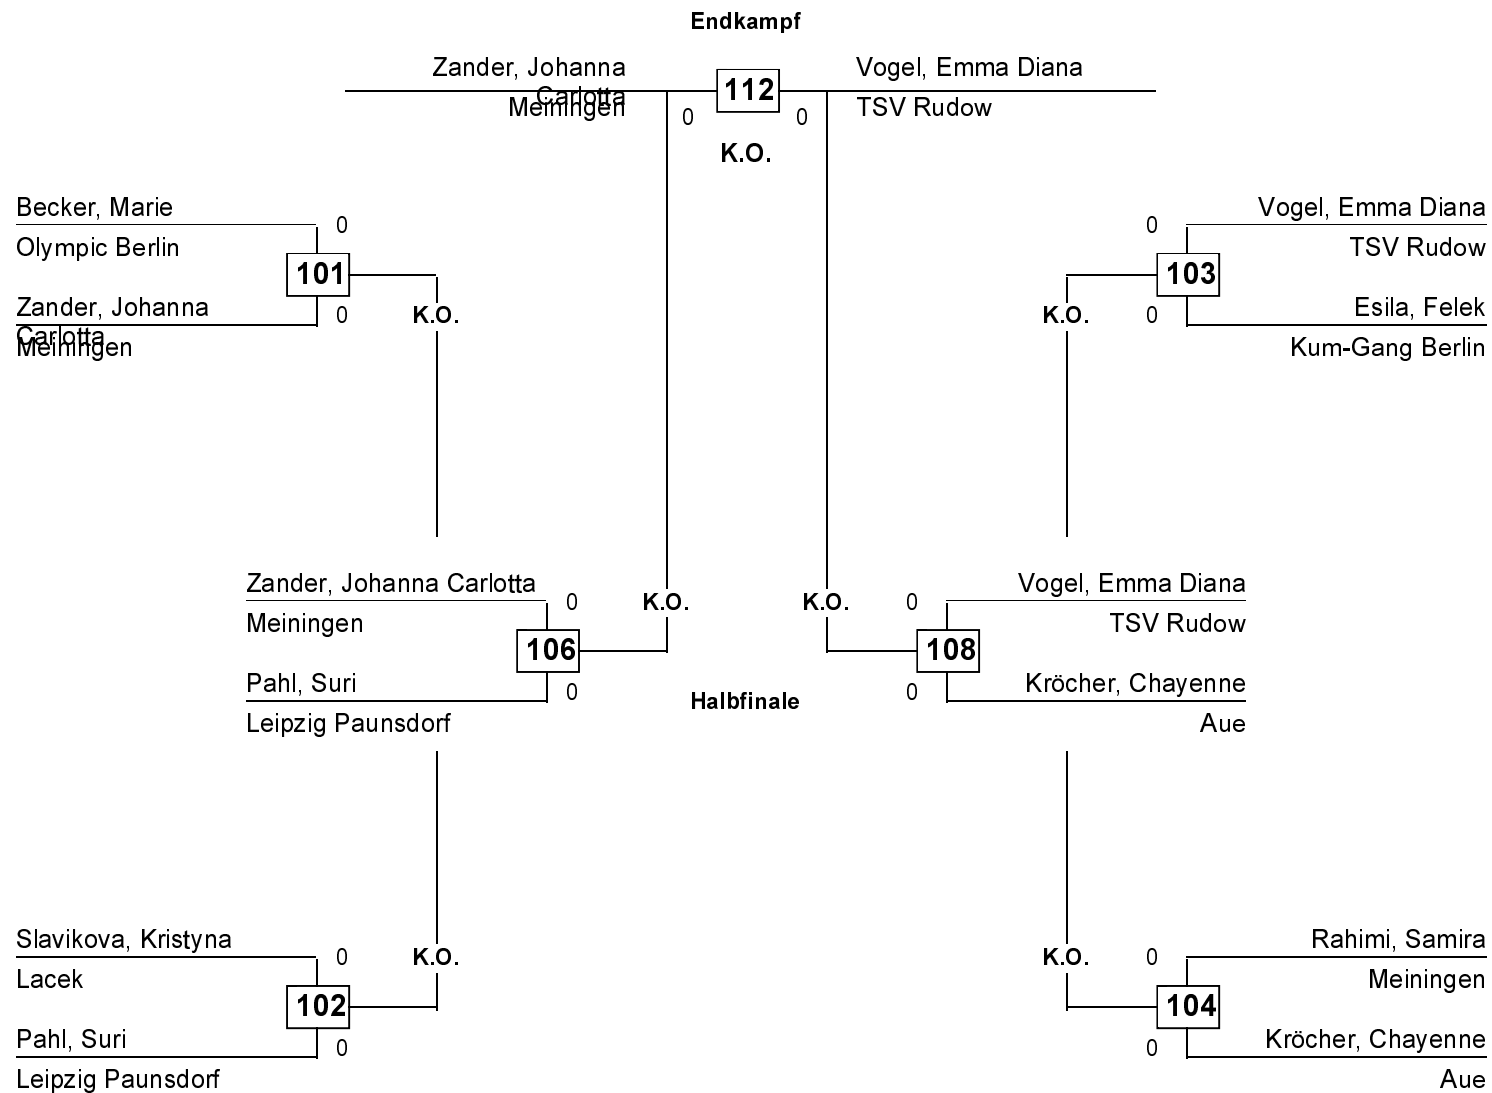 Endkampf
Zander, Johanna
Carlotta
Meiningen
112
Vogel, Emma Diana
TSV Rudow
0
0
K.O.
Becker, Marie
Olympic Berlin
0
101
Zander, Johanna
Carlotta
Meiningen
0
K.O.
0
Vogel, Emma Diana
TSV Rudow
103
K.O.
0
Esila, Felek
Kum-Gang Berlin
Zander, Johanna Carlotta
Meiningen
0
K.O.
106
Pahl, Suri
Leipzig Paunsdorf
0
Halbfinale
K.O.
0
Vogel, Emma Diana
TSV Rudow
108
0
Kröcher, Chayenne
Aue
Slavikova, Kristyna
Lacek
0
K.O.
102
Pahl, Suri
Leipzig Paunsdorf
0
K.O.
0
Rahimi, Samira
Meiningen
104
0
Kröcher, Chayenne
Aue